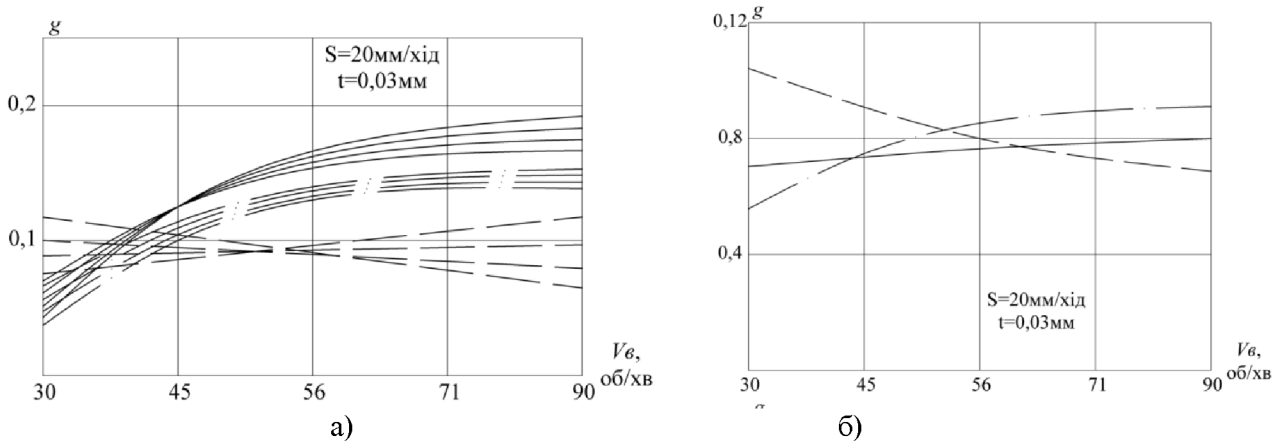 g
S=20мм/хід
t=0,03мм
0,2
0,1
Vв,
об/хв
30 45 56 71 90
а)
0,12 g
0,8
0,4
S=20мм/хід
t=0,03мм
Vв,
об/хв
30 45 56 71 90
б)